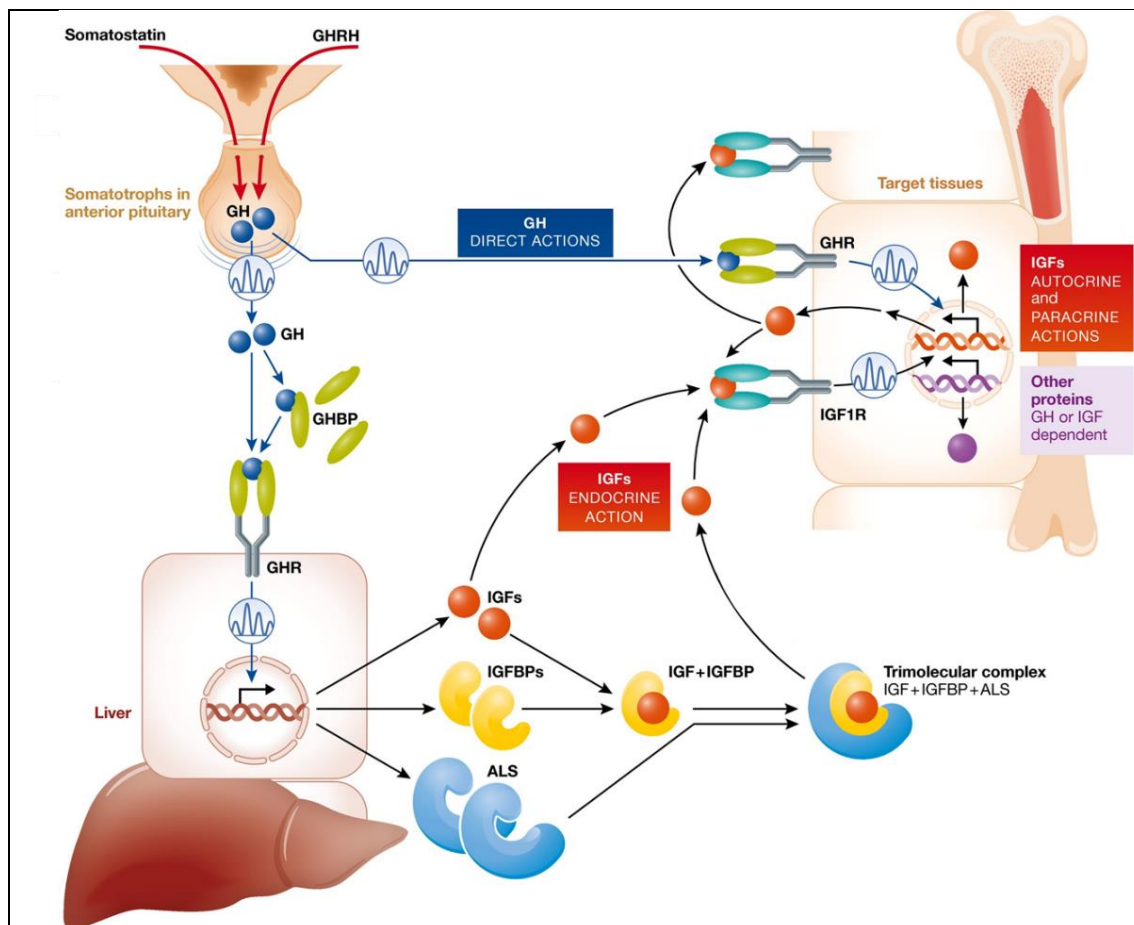 Somatostatin
GHRH
Somatotrophs in
anterior pituitary
GH
GH
DIRECT ACTIONS
GH
GHBP
GHR
Liver
IGFs
IGFBPs
ALS
IGF+IGFBP
Trimolecular complex
IGF+IGFBP+ALS
IGFs
ENDOCRINE
ACTION
Target tissues
GHR
IGF1R
IGFs
AUTOCRINE
and
PARACRINE
ACTIONS
Other
proteins
GH or IGF
dependent